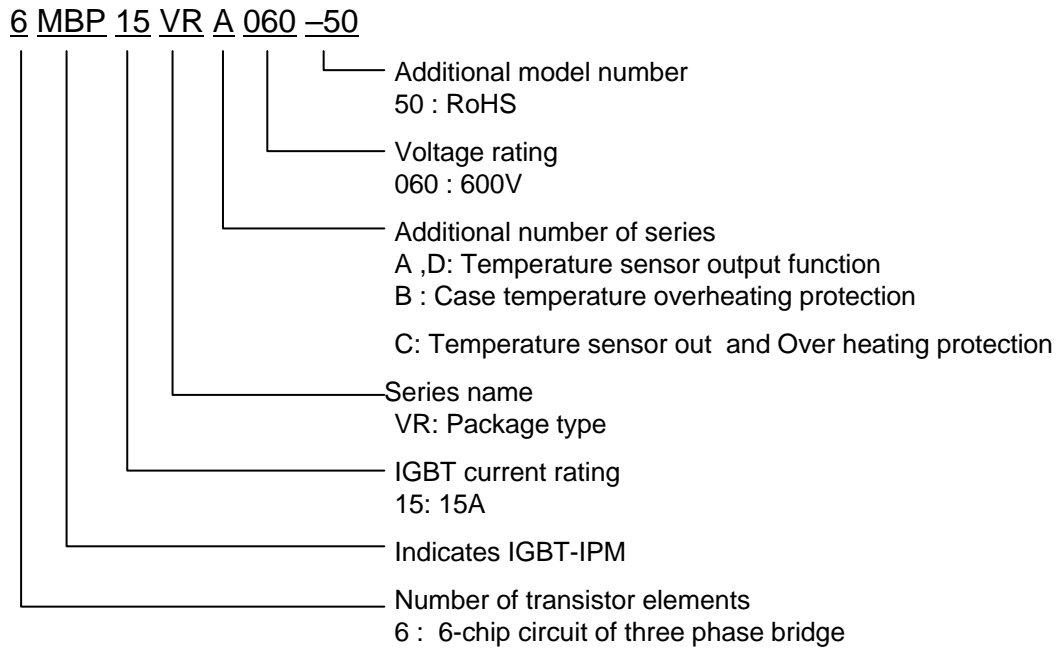 6 MBP 15 VR A 060 –50
Additional model number
50 : RoHS
Voltage rating
060 : 600V
Additional number of series
A ,D: Temperature sensor output function
B : Case temperature overheating protection
C: Temperature sensor out and Over heating protection
Series name
VR: Package type
IGBT current rating
15: 15A
Indicates IGBT-IPM
Number of transistor elements
6 : 6-chip circuit of three phase bridge